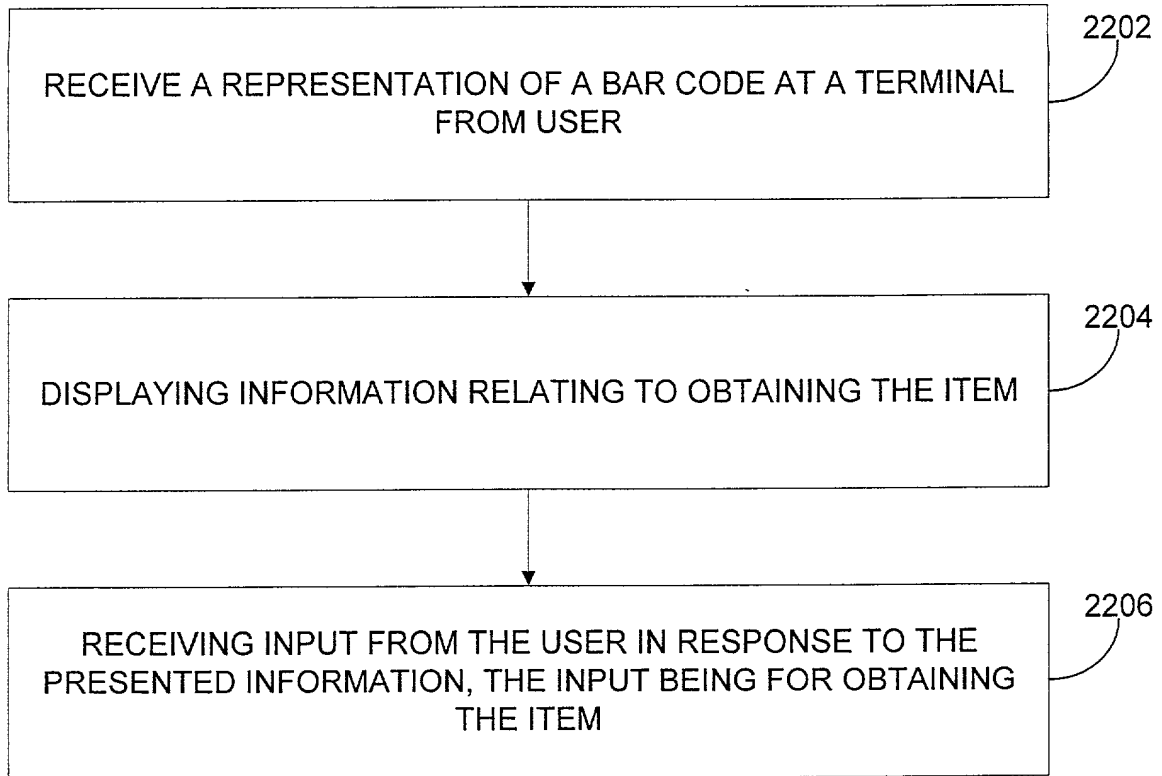 2202
RECEIVE A REPRESENTATION OF A BAR CODE AT A TERMINAL
FROM USER
2204
DISPLAYING INFORMATION RELATING TO OBTAINING THE ITEM
2206
RECEIVING INPUT FROM THE USER IN RESPONSE TO THE
PRESENTED INFORMATION, THE INPUT BEING FOR OBTAINING
THE ITEM